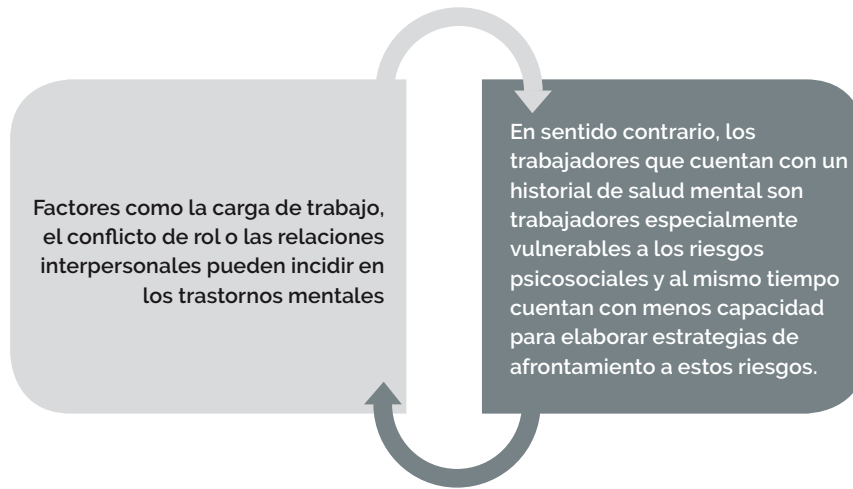 Factores como la carga de trabajo,
el conflicto de rol o las relaciones
interpersonales pueden incidir en
los trastornos mentales
En sentido contrario, los
trabajadores que cuentan con un
historial de salud mental son
trabajadores especialmente
vulnerables a los riesgos
psicosociales y al mismo tiempo
cuentan con menos capacidad
para elaborar estrategias de
afrontamiento a estos riesgos.